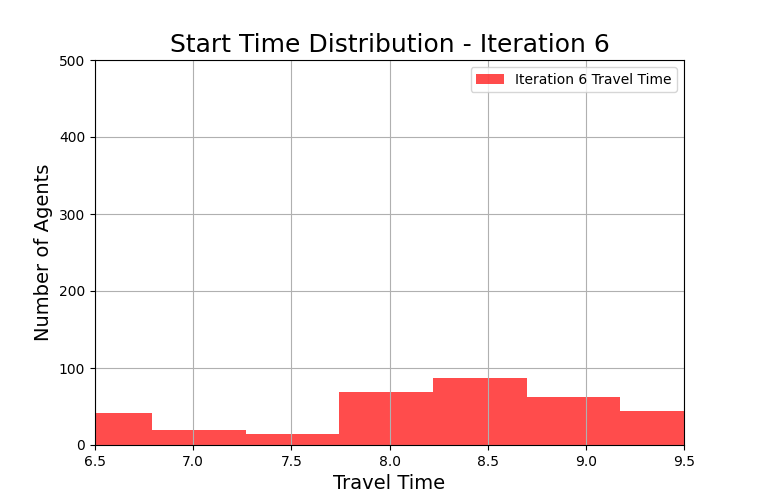 Start Time Distribution - Iteration 6
500
Iteration 6 Travel Time
400
300
200
100
0
Number of Agents
6.5 7.0 7.5 8.0 8.5 9.0 9.5
Travel Time